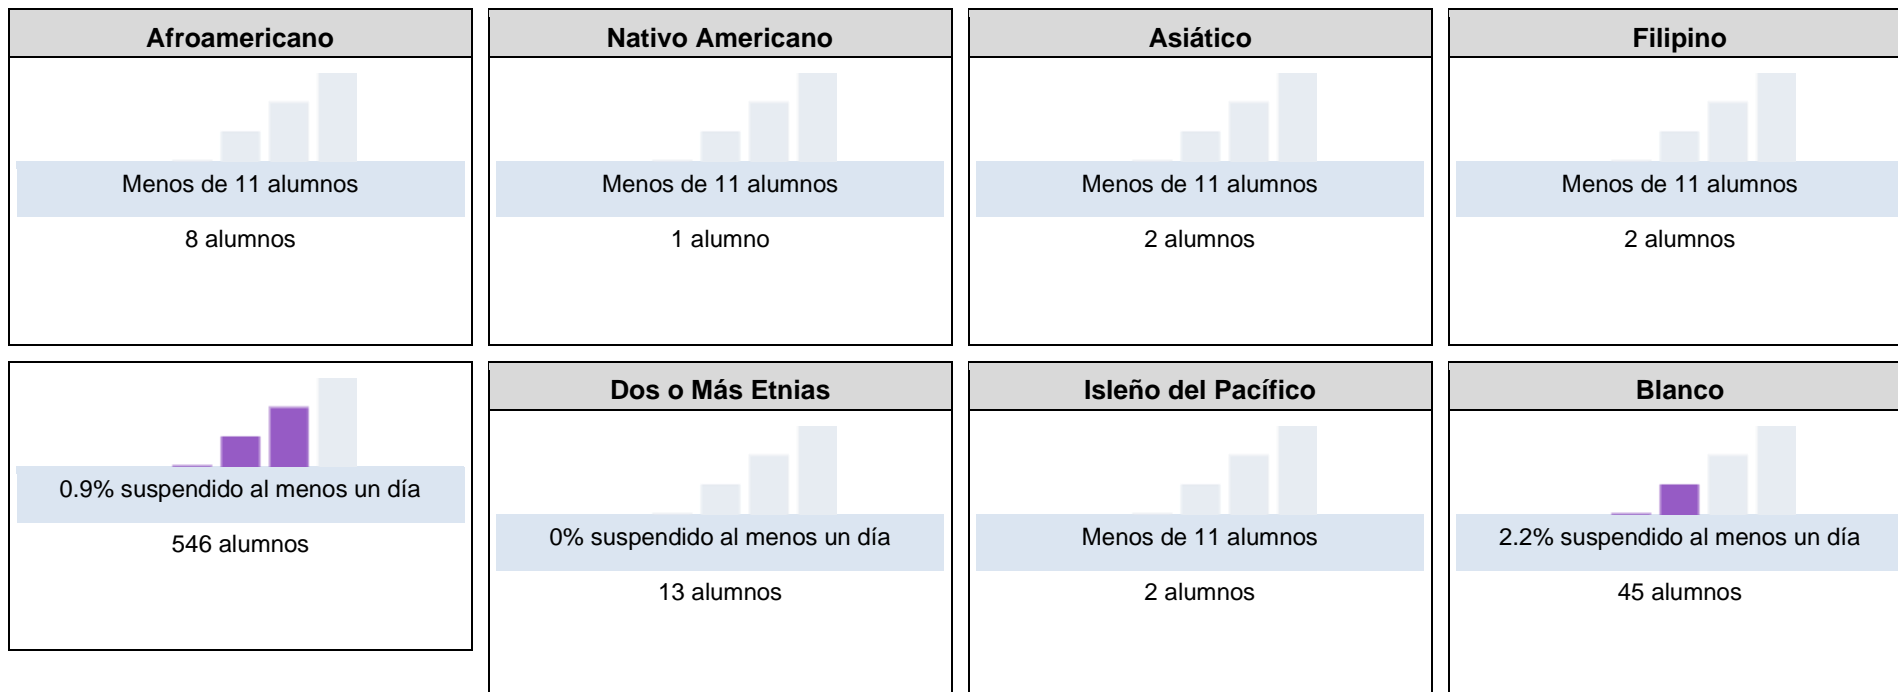 Afroamericano
Menos de 11 alumnos
8 alumnos
Nativo Americano
Menos de 11 alumnos
1 alumno
Asiático
Menos de 11 alumnos
2 alumnos
Filipino
Menos de 11 alumnos
2 alumnos
0.9% suspendido al menos un día
546 alumnos
Dos o Más Etnias
0% suspendido al menos un día
13 alumnos
Isleño del Pacífico
Menos de 11 alumnos
2 alumnos
Blanco
2.2% suspendido al menos un día
45 alumnos